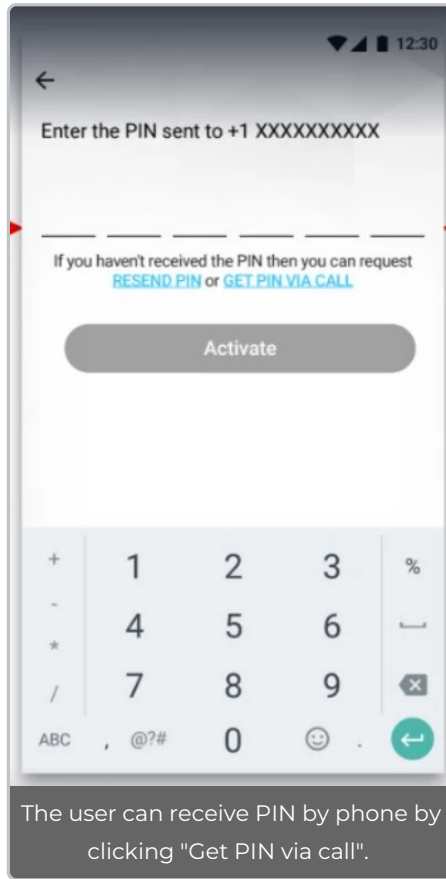 12:30
Enter the PIN sent to +1 XXXXXXXXXX
If you haven't received the PIN then you can request
RESEND PIN or GET PIN VIA CALL
Activate
+ 1 2 3 %
- 4 5 6
*
/ 7 8 9
ABC , @?# 0 .
The user can receive PIN by phone by
clicking "Get PIN via call".